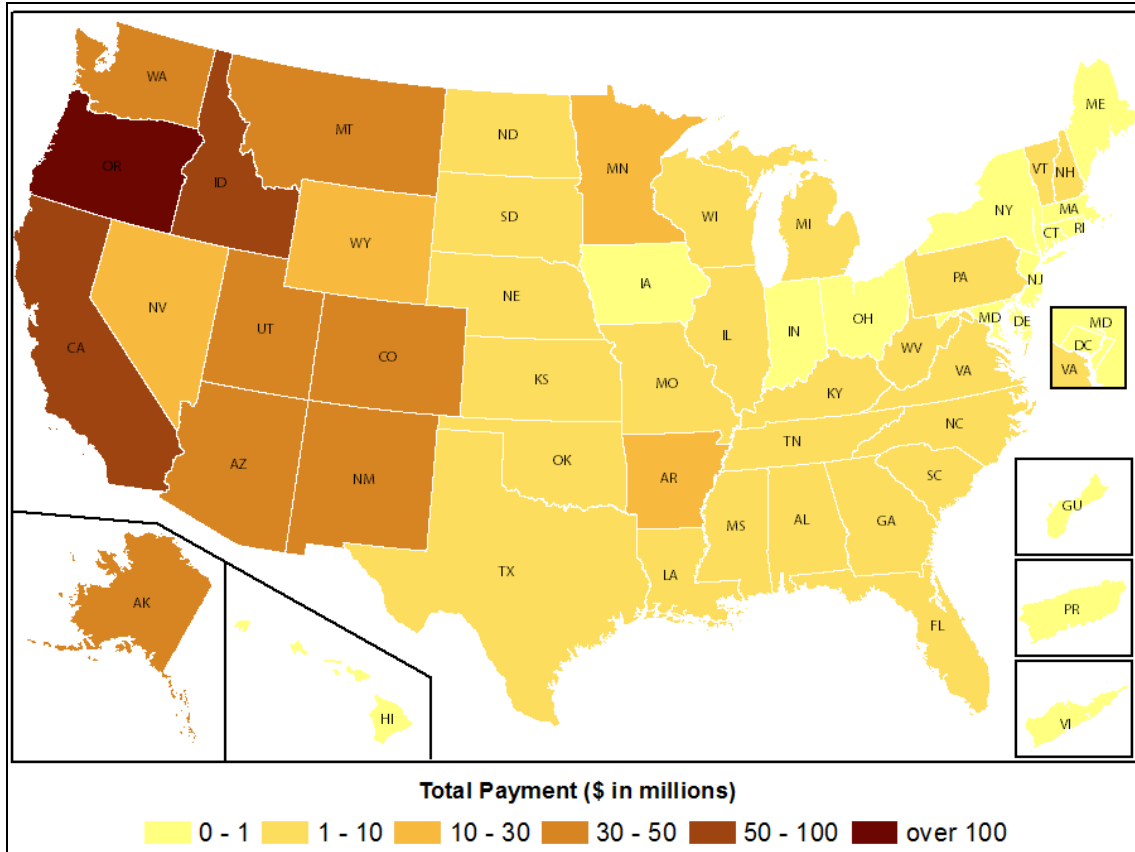 WA
MT
ND
MN
ME
OR
ID
SD
WI
MI
VT
NH
NY
MA
CT
RI
WY
NE
IA
PA
NJ
NV
UT
CO
IL
IN
OH
MD
DE
MD
DC
VA
CA
KS
MO
WV
VA
KY
AZ
NM
OK
AR
TN
NC
SC
MS
AL
GA
TX
LA
FL
GU
AK
PR
HI
VI
Total Payment ($ in millions)
0 - 1 1 - 10 10 - 30 30 - 50 50 - 100 over 100